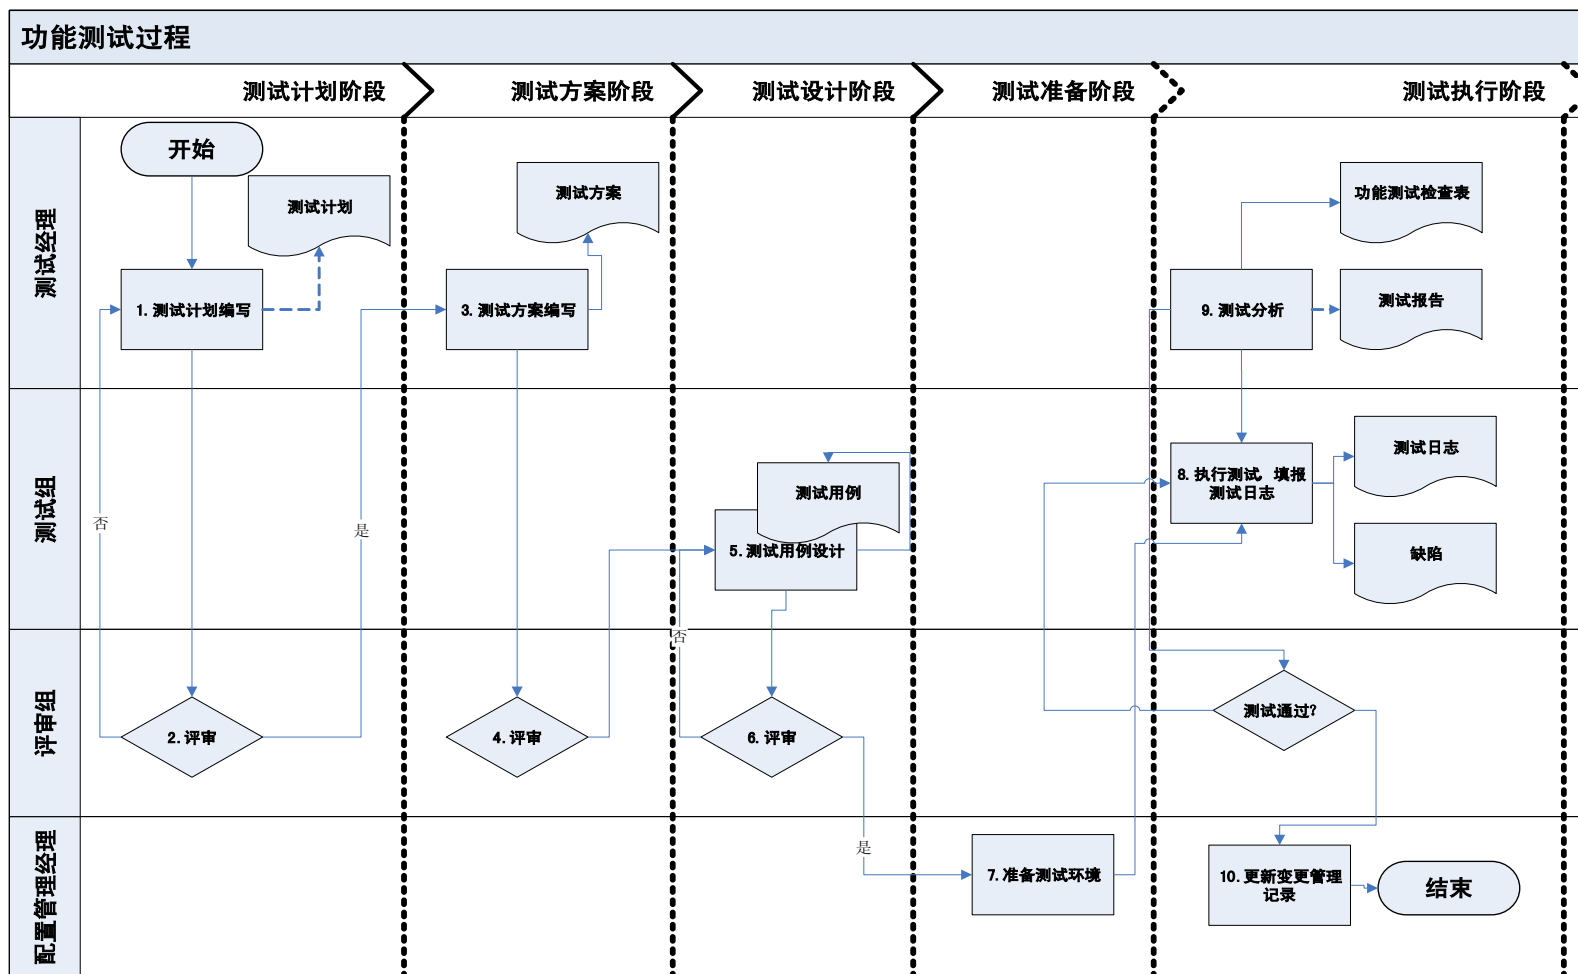 功能测试过程
测试计划阶段
测试方案阶段
测试设计阶段
测试准备阶段
测试执行阶段
测试经理
开始
测试计划
1. 测试计划编写
测试方案
3. 测试方案编写
功能测试检查表
9. 测试分析
测试报告
测试组
否
是
测试用例
5. 测试用例设计
8. 执行测试, 填报
测试日志
测试日志
缺陷
评审组
2. 评审
4. 评审
否
6. 评审
测试通过?
配置管理经理
是
7. 准备测试环境
10. 更新变更管理
记录
结束